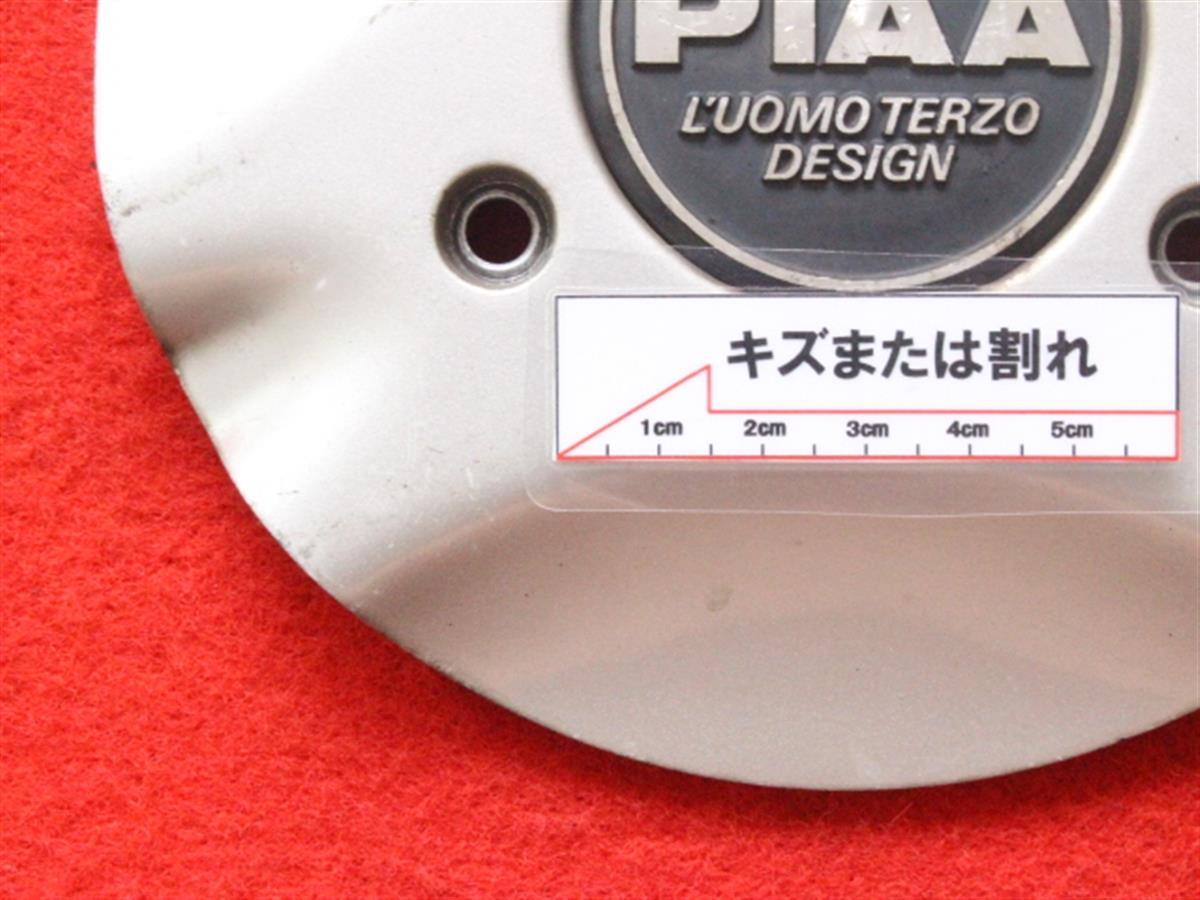 PIAA
L'UOMO TERZO
DESIGN
キズまたは割れ
1cm 2cm 3cm 4cm 5cm